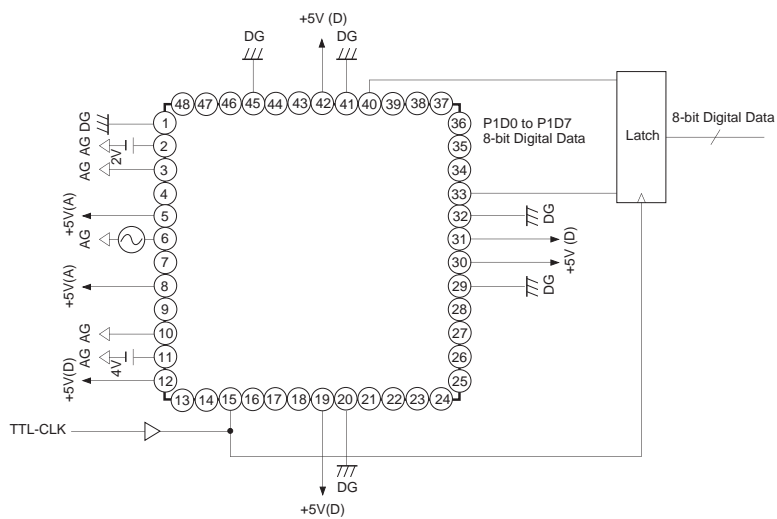 +5V (D)
DG
DG
48 47 46 45 44 43 42 41 40 39 38 37
P1D0 to P1D7
8-bit Digital Data
Latch
8-bit Digital Data
DG
1
36
AG
2V
2
35
AG
3
34
4
33
+5V(A)
5
32
DG
AG
6
31
+5V (D)
7
30
+5V(A)
8
29
DG
9
28
AG
10
27
AG
4V
11
26
+5V(D)
12
25
13 14 15 16 17 18 19 20 21 22 23 24
TTL-CLK
DG
+5V(D)